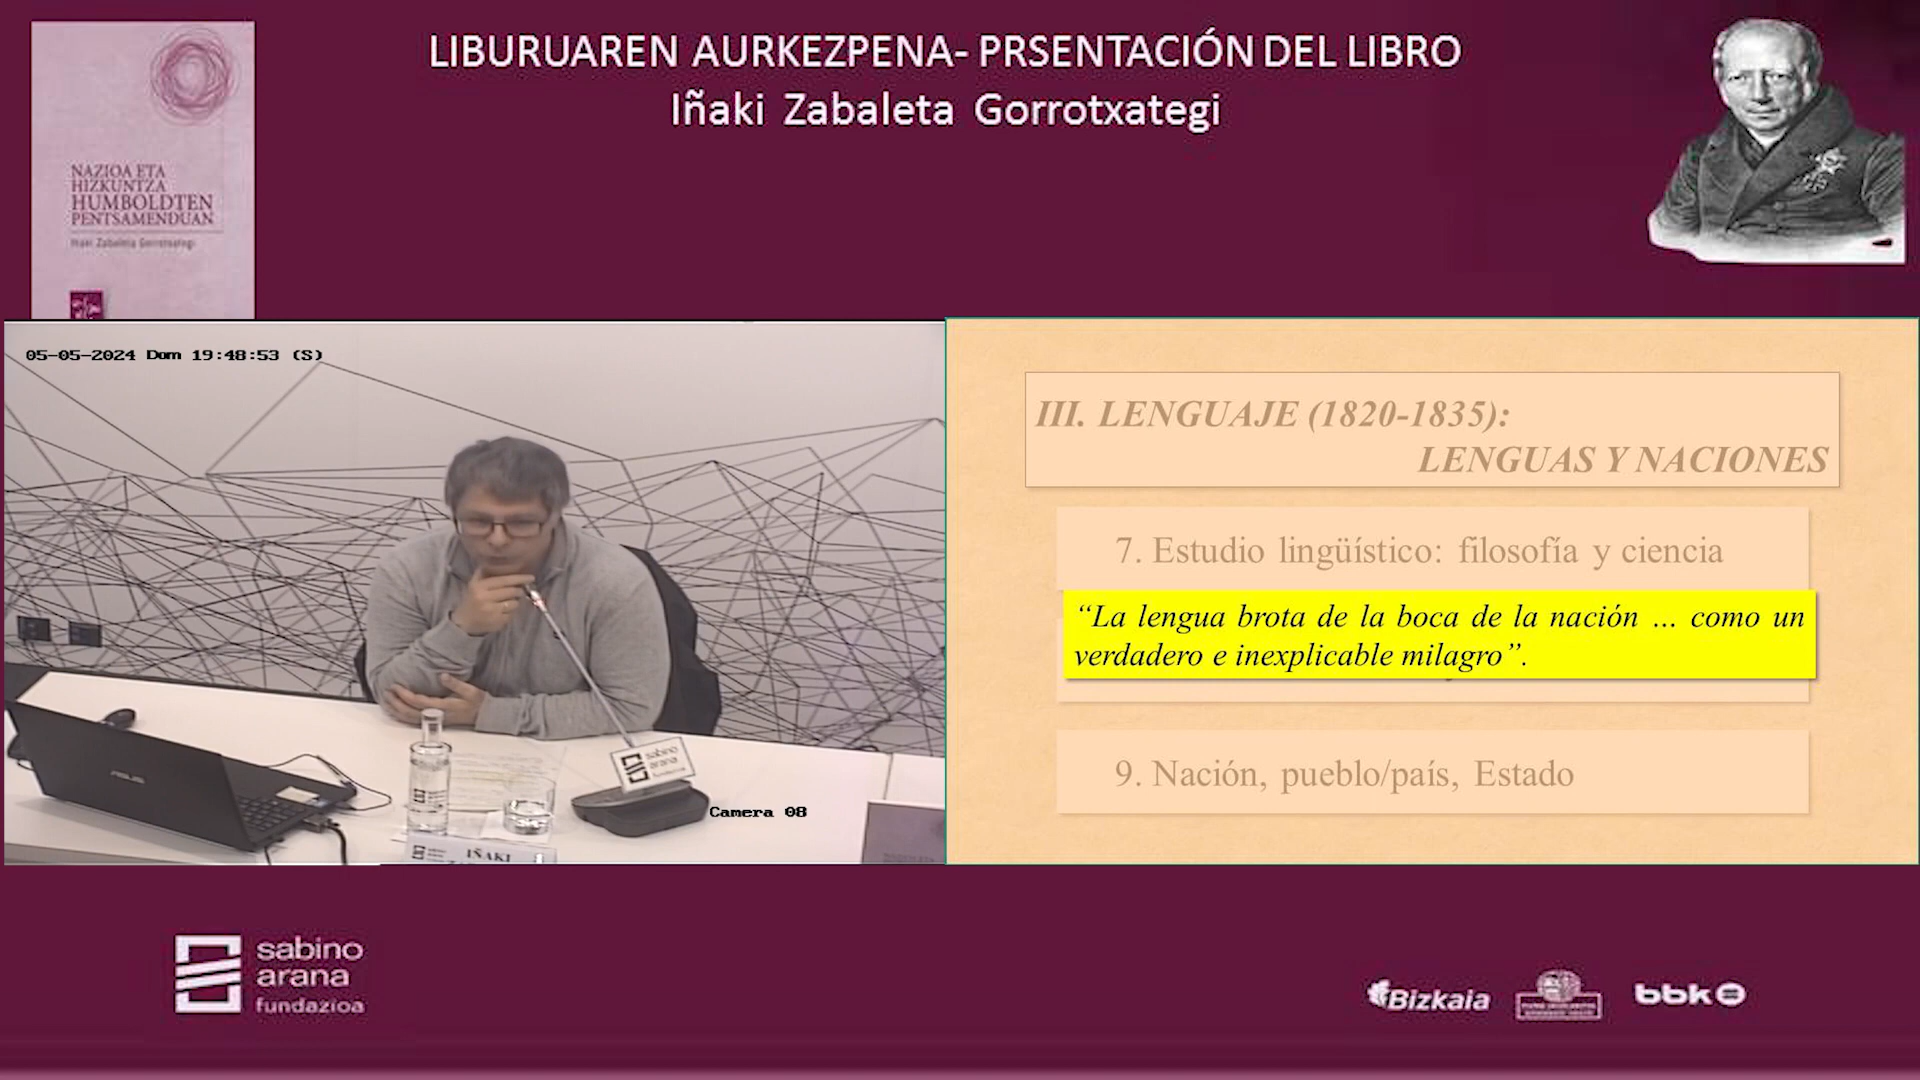 LIBURUAREN AURKEZPENA- PRSENTACIÓN DEL LIBRO
Iñaki Zabaleta Gorrotxategi
NAZIOA ETA
HIZKUNTZA
HUMBOLDTEN
PENTSAMENDUAN
Iñaki Zabaleta Gorrotxategi
05-05-2024 Dom 19:48:53 (S)
ASUS
sabino
arana
fundazioa
Camera 08
IÑAKI
III. LENGUAJE (1820-1835):
LENGUAS Y NACIONES
7. Estudio lingüístico: filosofía y ciencia
“La lengua brota de la boca de la nación ... como un
verdadero e inexplicable milagro”.
9. Nación, pueblo/país, Estado
sabino
arana
fundazioa
Bizkaia
bbk